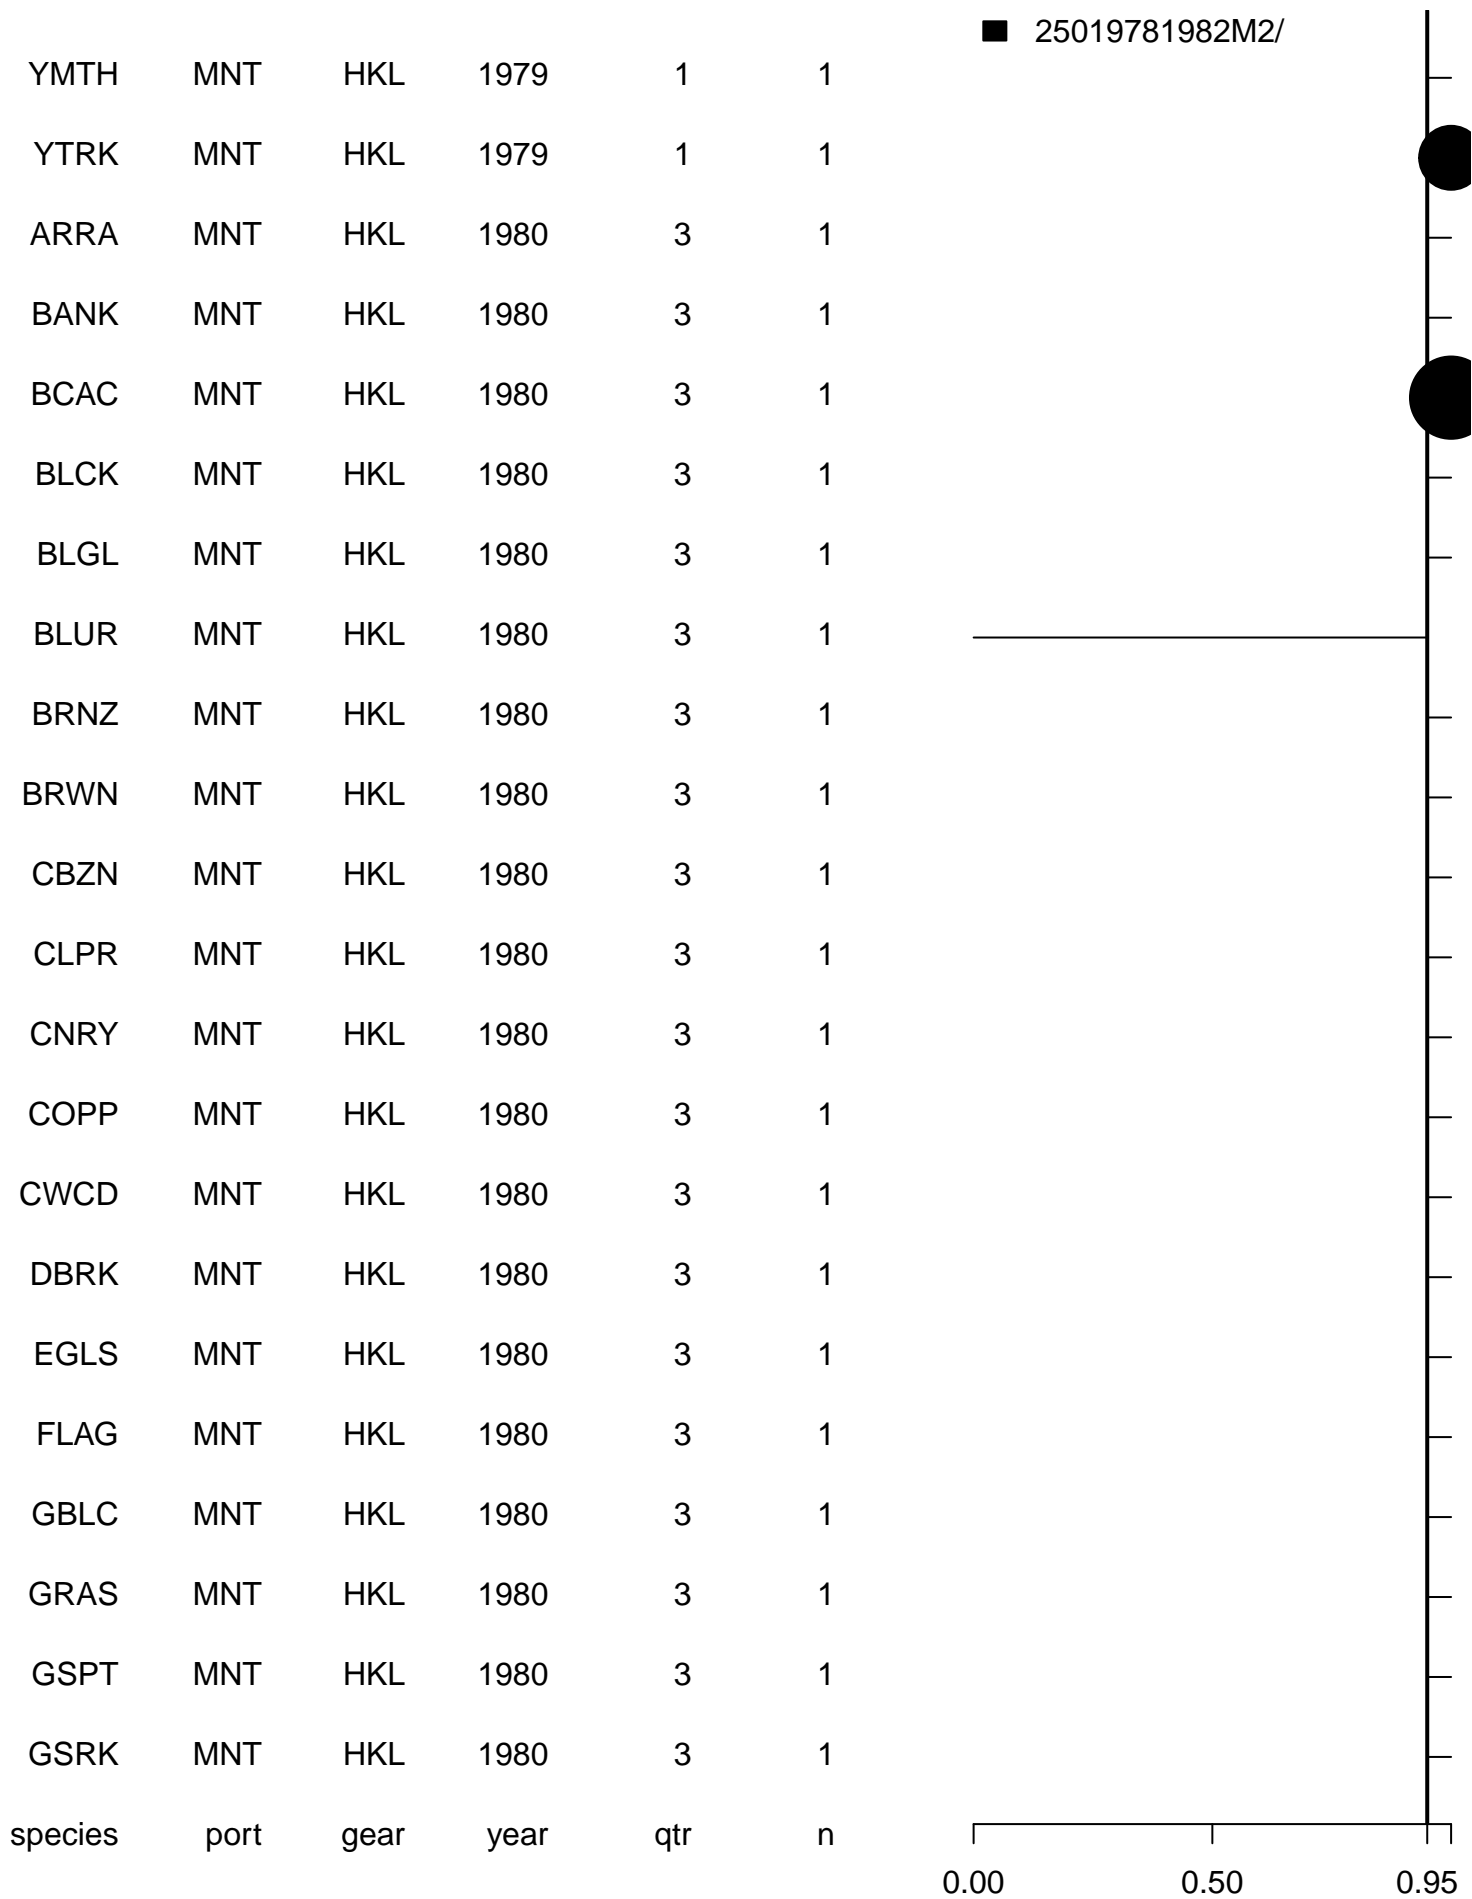 25019781982M2/
YMTH MNT HKL 1979 1 1
YTRK MNT HKL 1979 1 1
ARRA MNT HKL 1980 3 1
BANK MNT HKL 1980 3 1
BCAC MNT HKL 1980 3 1
BLCK MNT HKL 1980 3 1
BLGL MNT HKL 1980 3 1
BLUR MNT HKL 1980 3 1
BRNZ MNT HKL 1980 3 1
BRWN MNT HKL 1980 3 1
CBZN MNT HKL 1980 3 1
CLPR MNT HKL 1980 3 1
CNRY MNT HKL 1980 3 1
COPP MNT HKL 1980 3 1
CWCD MNT HKL 1980 3 1
DBRK MNT HKL 1980 3 1
EGLS MNT HKL 1980 3 1
FLAG MNT HKL 1980 3 1
GBLC MNT HKL 1980 3 1
GRAS MNT HKL 1980 3 1
GSPT MNT HKL 1980 3 1
GSRK MNT HKL 1980 3 1
species port gear year qtr n
0.00 0.50 0.95